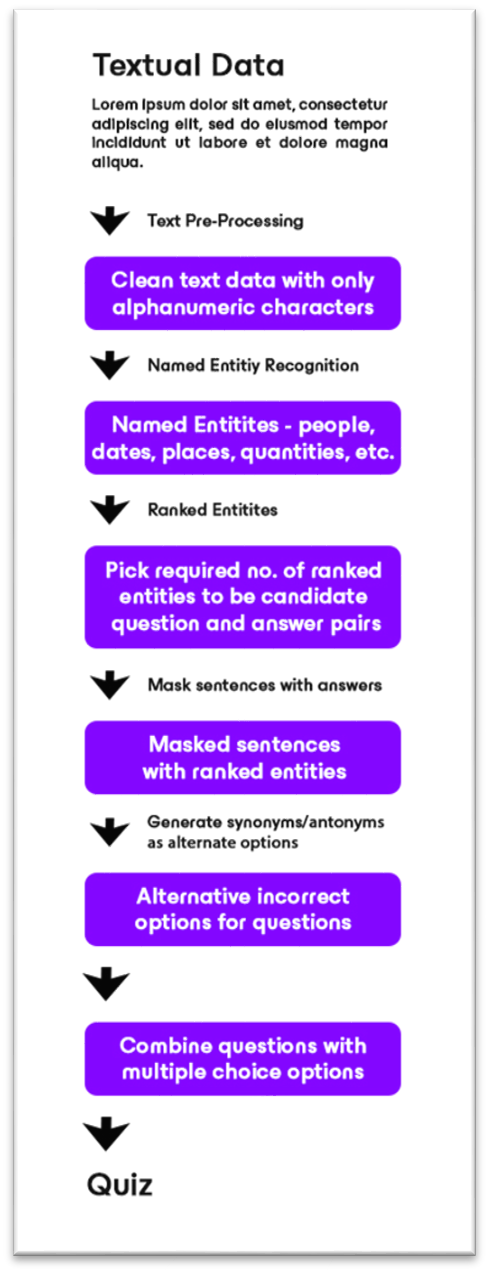 Textual Data
Lorem ipsum dolor sit amet, consectetur
adipiscing elit, sed do eiusmod tempor
incididunt ut labore et dolore magna
aliqua.
Text Pre-Processing
Clean text data with only
alphanumeric characters
Named Entitiy Recognition
Named Entitites - people,
dates, places, quantities, etc.
Ranked Entitites
Pick required no. of ranked
entities to be candidate
question and answer pairs
Mask sentences with answers
Masked sentences
with ranked entities
Generate synonyms/antonyms
as alternate options
Alternative incorrect
options for questions
Combine questions with
multiple choice options
Quiz